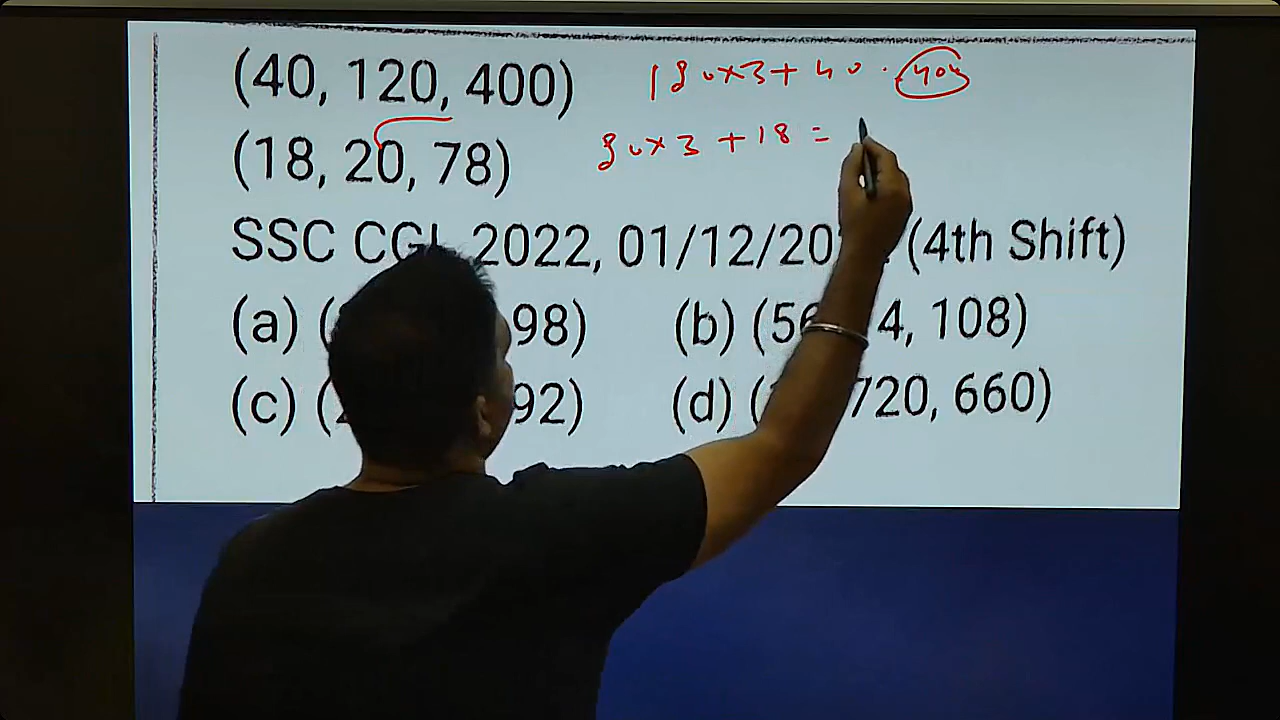 (40, 120, 400) 120×3+40. 400
(18, 20, 78) 20×3+18=
SSC CGL 2022, 01/12/20 (4th Shift)
(a) ( 98) (b) (56 4, 108)
(c) ( 92) (d) ( 720, 660)